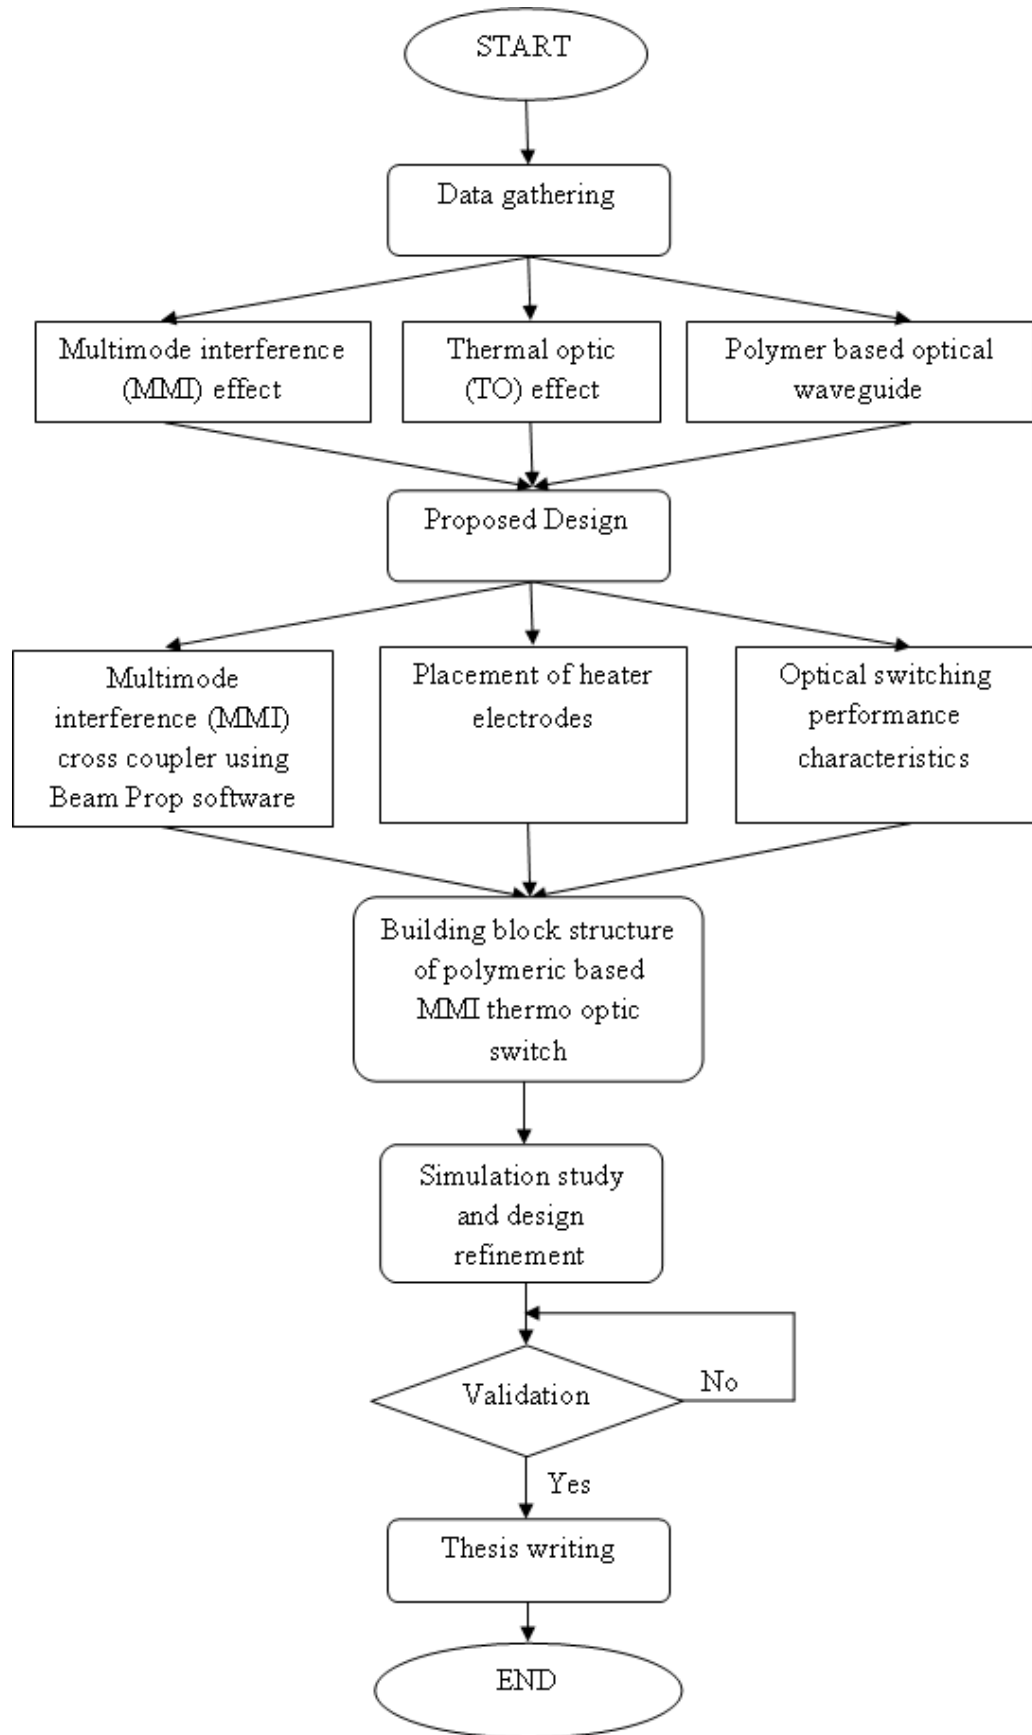 START
Data gathering
Multimode interference
(MMI) effect
Thermal optic
(TO) effect
Polymer based optical
waveguide
Proposed Design
Multimode
interference (MMI)
cross coupler using
Beam Prop software
Placement of heater
electrodes
Optical switching
performance
characteristics
Building block structure
of polymeric based
MMI thermo optic
switch
Simulation study
and design
refinement
Validation
No
Yes
Thesis writing
END